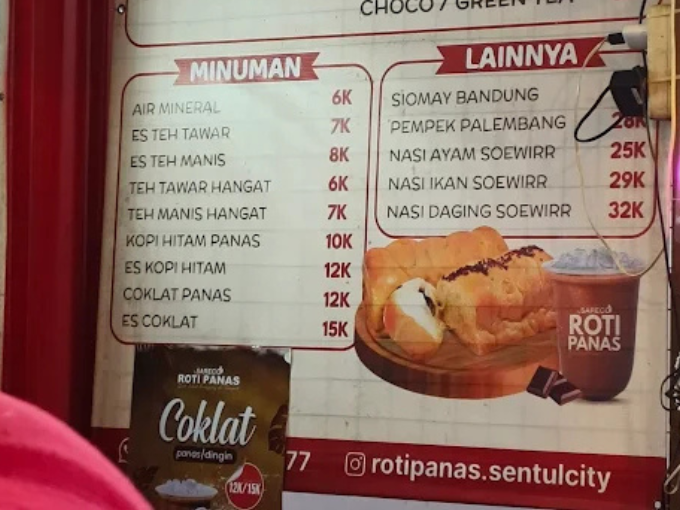 CHOCO / GREEN TEA
MINUMAN
AIR MINERAL 6K
ES TEH TAWAR 7K
ES TEH MANIS 8K
TEH TAWAR HANGAT 6K
TEH MANIS HANGAT 7K
KOPI HITAM PANAS 10K
ES KOPI HITAM 12K
COKLAT PANAS 12K
ES COKLAT 15K
LAINNYA
SIOMAY BANDUNG
PEMPEK PALEMBANG 28K
NASI AYAM SOEWIRR 25K
NASI IKAN SOEWIRR 29K
NASI DAGING SOEWIRR 32K
SARECO
ROTI
PANAS
SARECO
ROTI PANAS
Coklat
panas/dingin
12K/15K
77 rotipanas.sentulcity